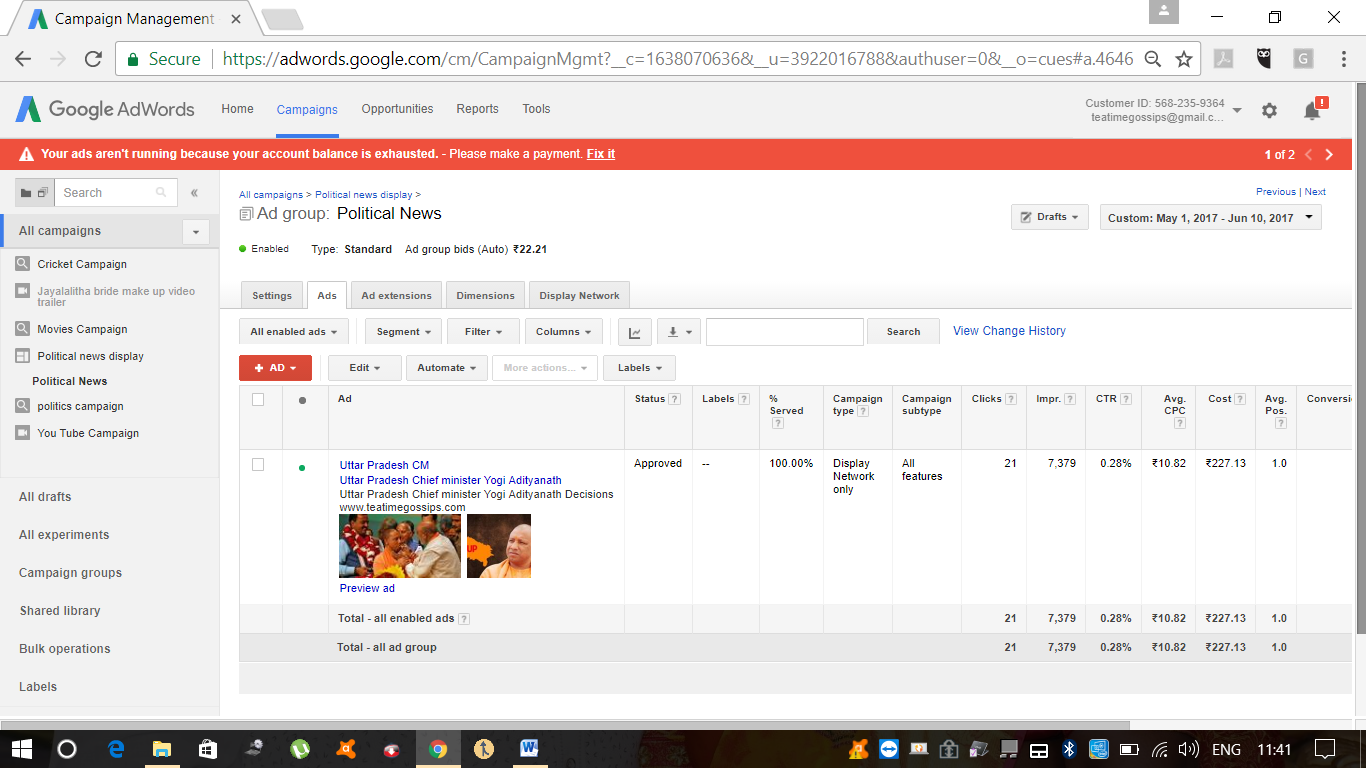 Campaign Management
Secure https://adwords.google.com/cm/CampaignMgmt?__c=1638070636&__u=3922016788&authuser=0&__o=cues#a.4646
Google AdWords Home Campaigns Opportunities Reports Tools
Customer ID: 568-235-9364
teatimegossips@gmail.c...
Your ads aren't running because your account balance is exhausted. - Please make a payment. Fix it 1 of 2
Search «
All campaigns
Cricket Campaign
Jayalalitha bride make up video
trailer
Movies Campaign
Political news display
Political News
politics campaign
You Tube Campaign
All drafts
All experiments
Campaign groups
Shared library
Bulk operations
Labels
All campaigns > Political news display >
Previous | Next
Ad group: Political News
Drafts Custom: May 1, 2017 - Jun 10, 2017
Enabled Type: Standard Ad group bids (Auto) ₹22.21
Settings Ads Ad extensions Dimensions Display Network
All enabled ads Segment Filter Columns Search View Change History
+ AD Edit Automate More actions... Labels
Ad Status ? Labels ? % Served ? Campaign type ? Campaign subtype Clicks ? Impr. ? CTR ? Avg. CPC ? Cost ? Avg. Pos. ? Conversi
Uttar Pradesh CM Approved -- 100.00% Display Network only All features 21 7,379 0.28% ₹10.82 ₹227.13 1.0
Uttar Pradesh Chief minister Yogi Adityanath
Uttar Pradesh Chief minister Yogi Adityanath Decisions
www.teatimegossips.com
UP
Preview ad
Total - all enabled ads ? 21 7,379 0.28% ₹10.82 ₹227.13 1.0
Total - all ad group 21 7,379 0.28% ₹10.82 ₹227.13 1.0
ENG 11:41